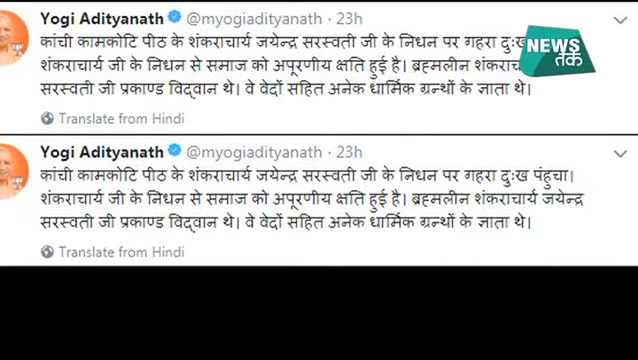 Yogi Adityanath @myogiadityanath · 23h
कांची कामकोटि पीठ के शंकराचार्य जयेन्द्र सरस्वती जी के निधन पर गहरा दुःख
शंकराचार्य जी के निधन से समाज को अपूरणीय क्षति हुई है। ब्रह्मलीन शंकराचा
सरस्वती जी प्रकाण्ड विद्वान थे। वे वेदों सहित अनेक धार्मिक ग्रन्थों के ज्ञाता थे।
Translate from Hindi
NEWS
तक
Yogi Adityanath @myogiadityanath · 23h
कांची कामकोटि पीठ के शंकराचार्य जयेन्द्र सरस्वती जी के निधन पर गहरा दुःख पंहुचा।
शंकराचार्य जी के निधन से समाज को अपूरणीय क्षति हुई है। ब्रह्मलीन शंकराचार्य जयेन्द्र
सरस्वती जी प्रकाण्ड विद्वान थे। वे वेदों सहित अनेक धार्मिक ग्रन्थों के ज्ञाता थे।
Translate from Hindi